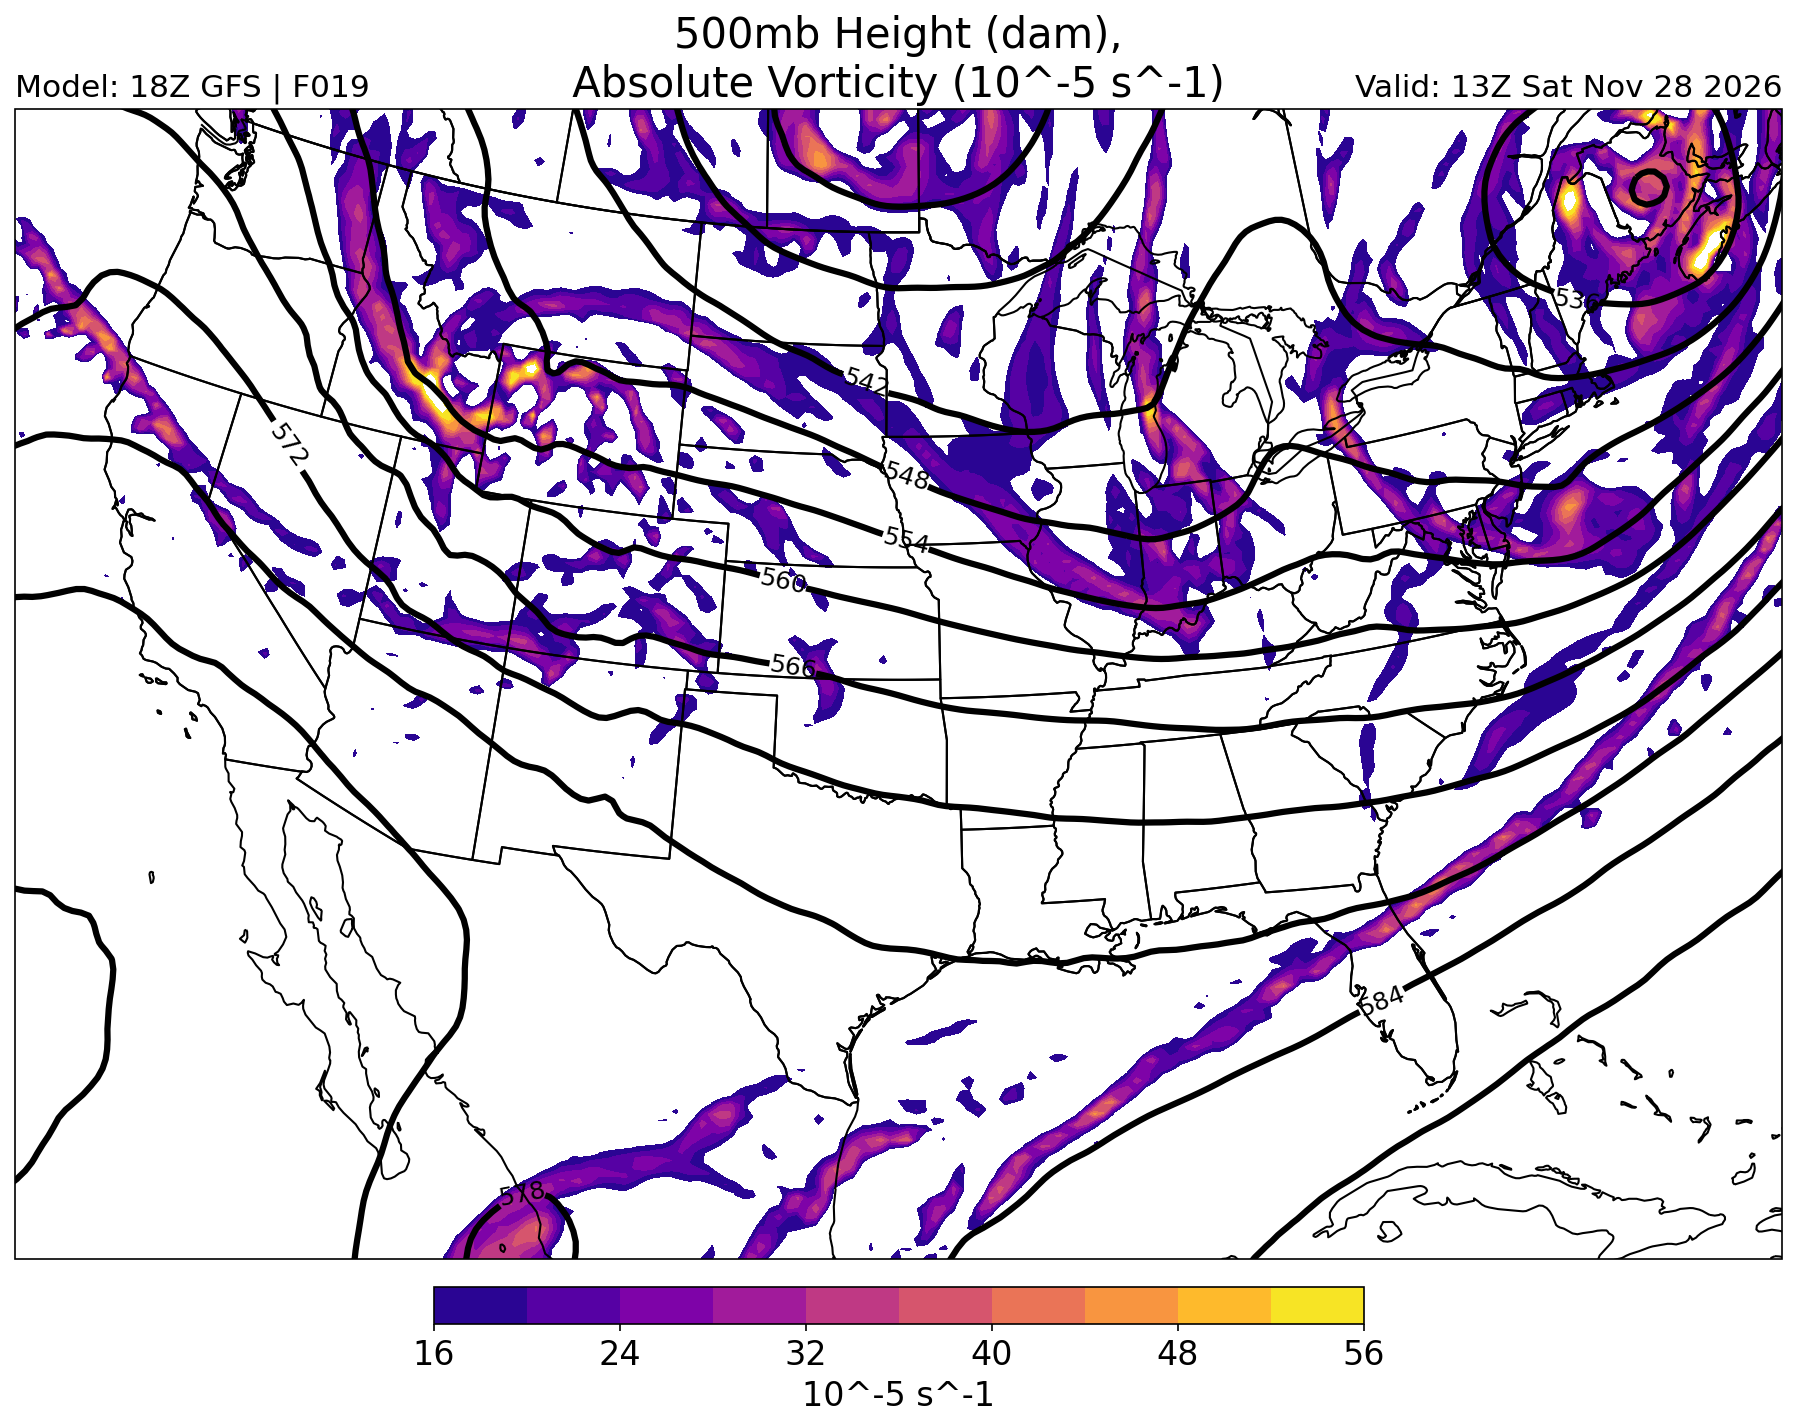 500mb Height (dam),
Absolute Vorticity (10^-5 s^-1)
Model: 18Z GFS | F019
Valid: 13Z Sat Nov 28 2026
536
542
572
548
554
560
566
584
578
16 24 32 40 48 56
10^-5 s^-1